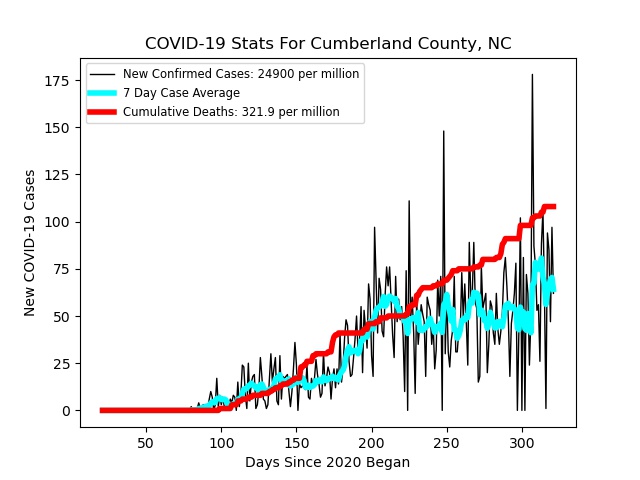 COVID-19 Stats For Cumberland County, NC
New Confirmed Cases: 24900 per million
7 Day Case Average
Cumulative Deaths: 321.9 per million
175
150
125
100
75
50
25
0
New COVID-19 Cases
50
100
150
200
250
300
Days Since 2020 Began